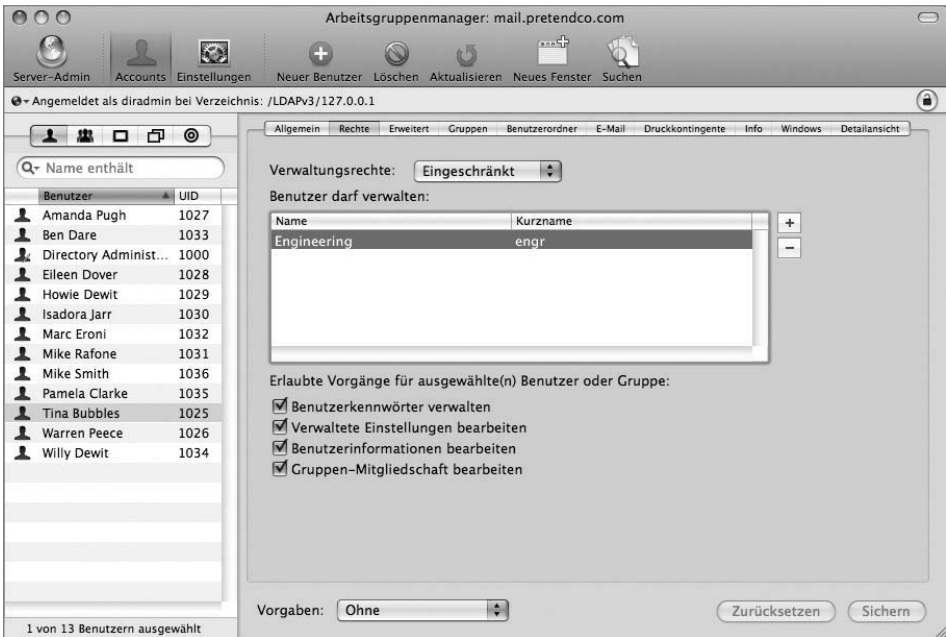 Arbeitsgruppenmanager: mail.pretendco.com
Server-Admin Accounts Einstellungen Neuer Benutzer Löschen Aktualisieren Neues Fenster Suchen
Angemeldet als diradmin bei Verzeichnis: /LDAPv3/127.0.0.1
Name enthält
Benutzer UID
Amanda Pugh 1027
Ben Dare 1033
Directory Administ... 1000
Eileen Dover 1028
Howie Dewit 1029
Isadora Jarr 1030
Marc Eroni 1032
Mike Rafone 1031
Mike Smith 1036
Pamela Clarke 1035
Tina Bubbles 1025
Warren Peece 1026
Willy Dewit 1034
1 von 13 Benutzern ausgewählt
Allgemein Rechte Erweitert Gruppen Benutzerordner E-Mail Druckkontingente Info Windows Detailansicht
Verwaltungsrechte: Eingeschränkt
Benutzer darf verwalten:
Name Kurzname
Engineering engr
+
−
Erlaubte Vorgänge für ausgewählte(n) Benutzer oder Gruppe:
Benutzerkennwörter verwalten
Verwaltete Einstellungen bearbeiten
Benutzerinformationen bearbeiten
Gruppen-Mitgliedschaft bearbeiten
Vorgaben: Ohne
Zurücksetzen Sichern